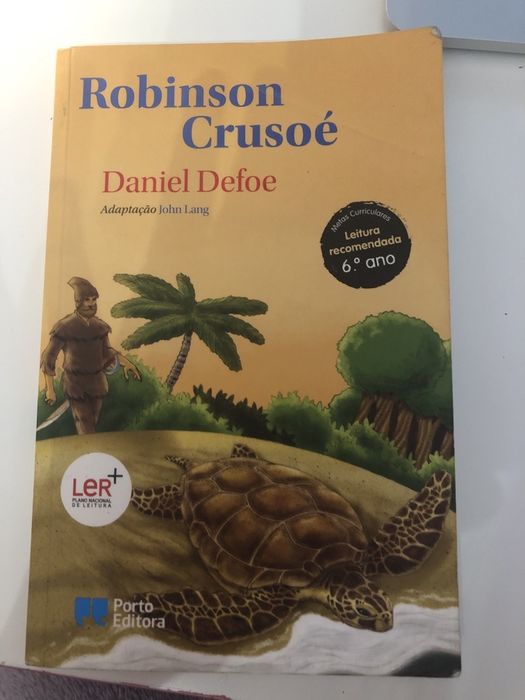 Robinson
Crusoé
Daniel Defoe
Adaptação John Lang
Metas Curriculares
Leitura
recomendada
6.º ano
LeR+
PLANO NACIONAL
DE LEITURA
Porto
Editora